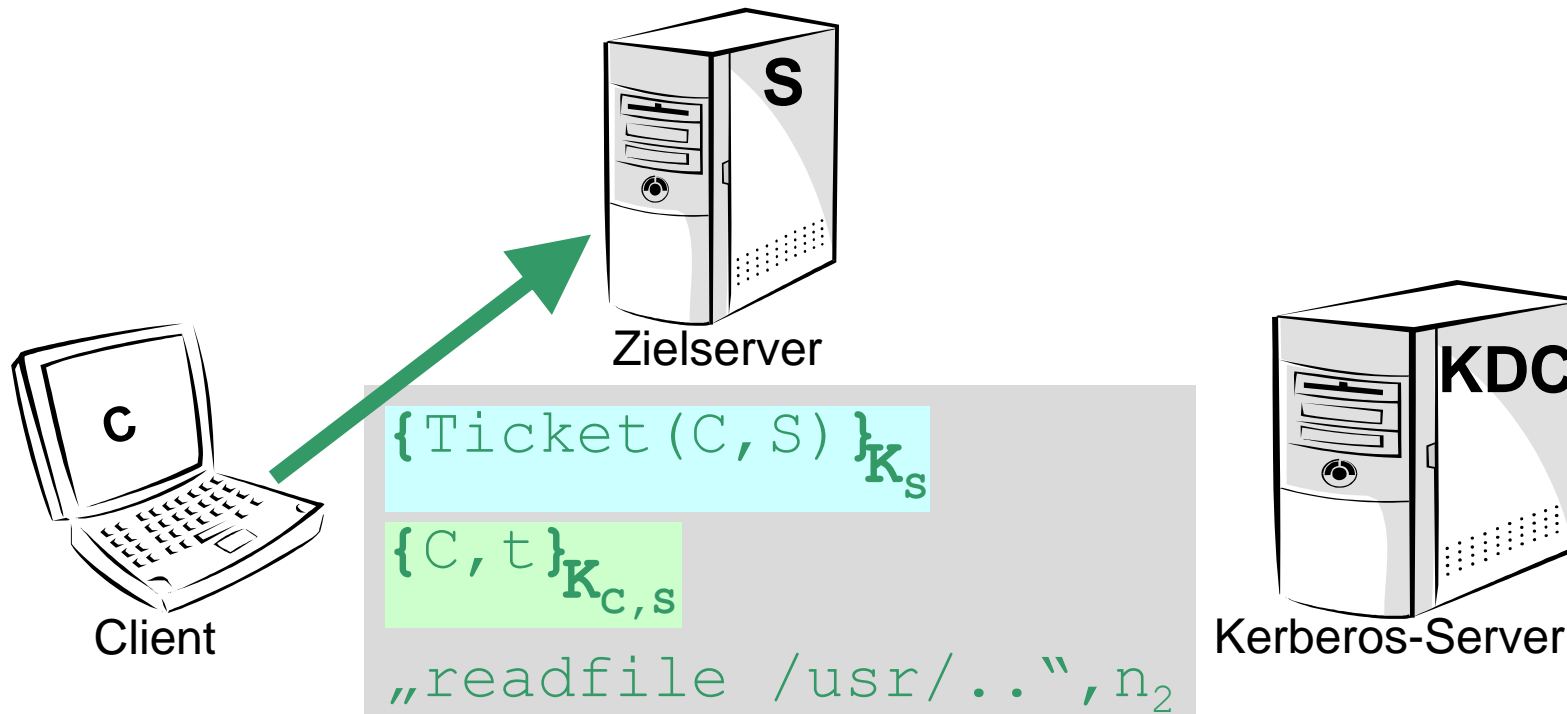 S
Zielserver
KDC
C
{Ticket(C,S)}Ks
{C,t}Kc,s
Client
Kerberos-Server
„readfile /usr/..“,n2